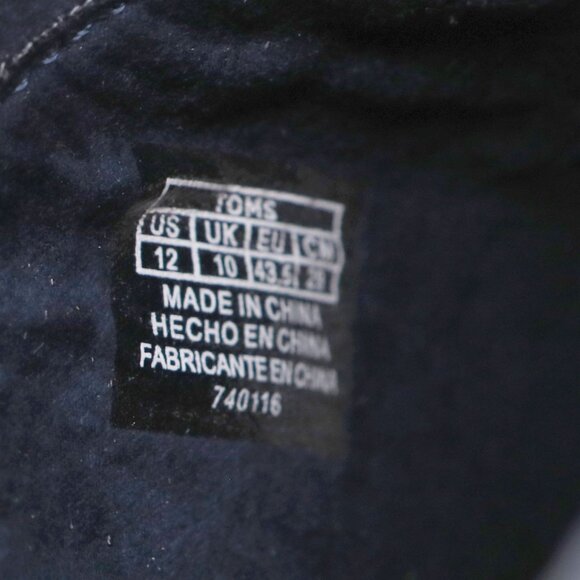 TOMS
US UK EU CM
12 10 43.5 29
MADE IN CHINA
HECHO EN CHINA
FABRICANTE EN CHINA
740116